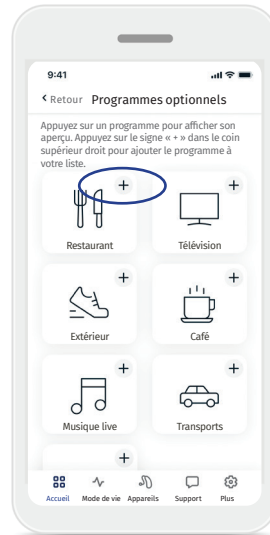 9:41
Retour Programmes optionnels
Appuyez sur un programme pour afficher son
aperçu. Appuyez sur le signe « + » dans le coin
supérieur droit pour ajouter le programme à
votre liste.
+ +
Restaurant Télévision
+ +
Extérieur Café
+ +
Musique live Transports
+
Accueil Mode de vie Appareils Support Plus